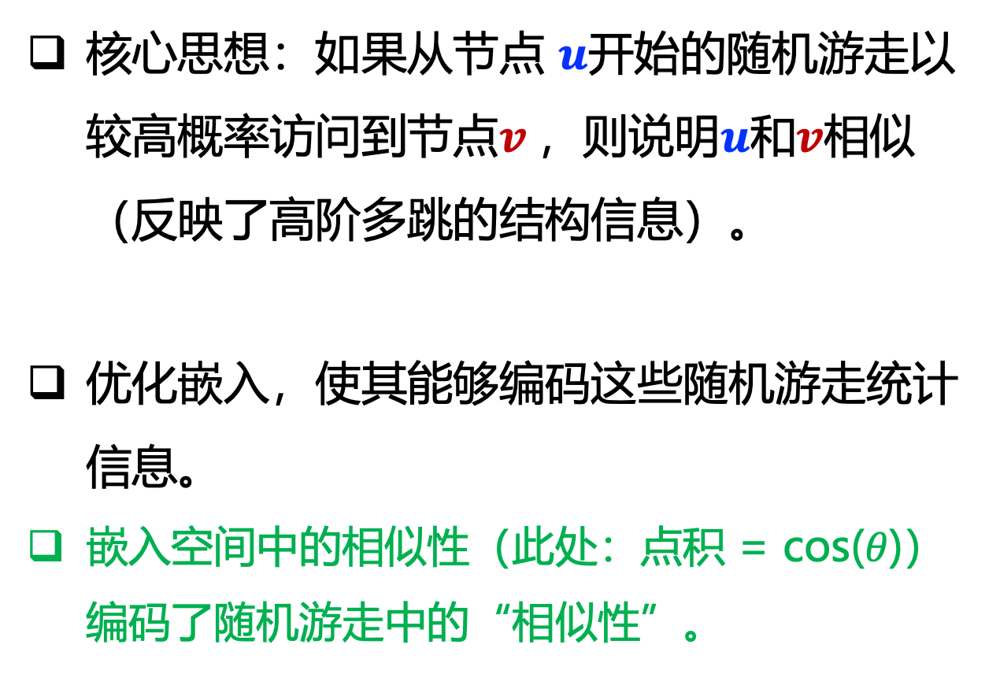 ❑ 核心思想：如果从节点 u开始的随机游走以
较高概率访问到节点v ，则说明u和v相似
（反映了高阶多跳的结构信息）。
❑ 优化嵌入，使其能够编码这些随机游走统计
信息。
❑ 嵌入空间中的相似性（此处：点积 = cos(θ)）
编码了随机游走中的“相似性”。